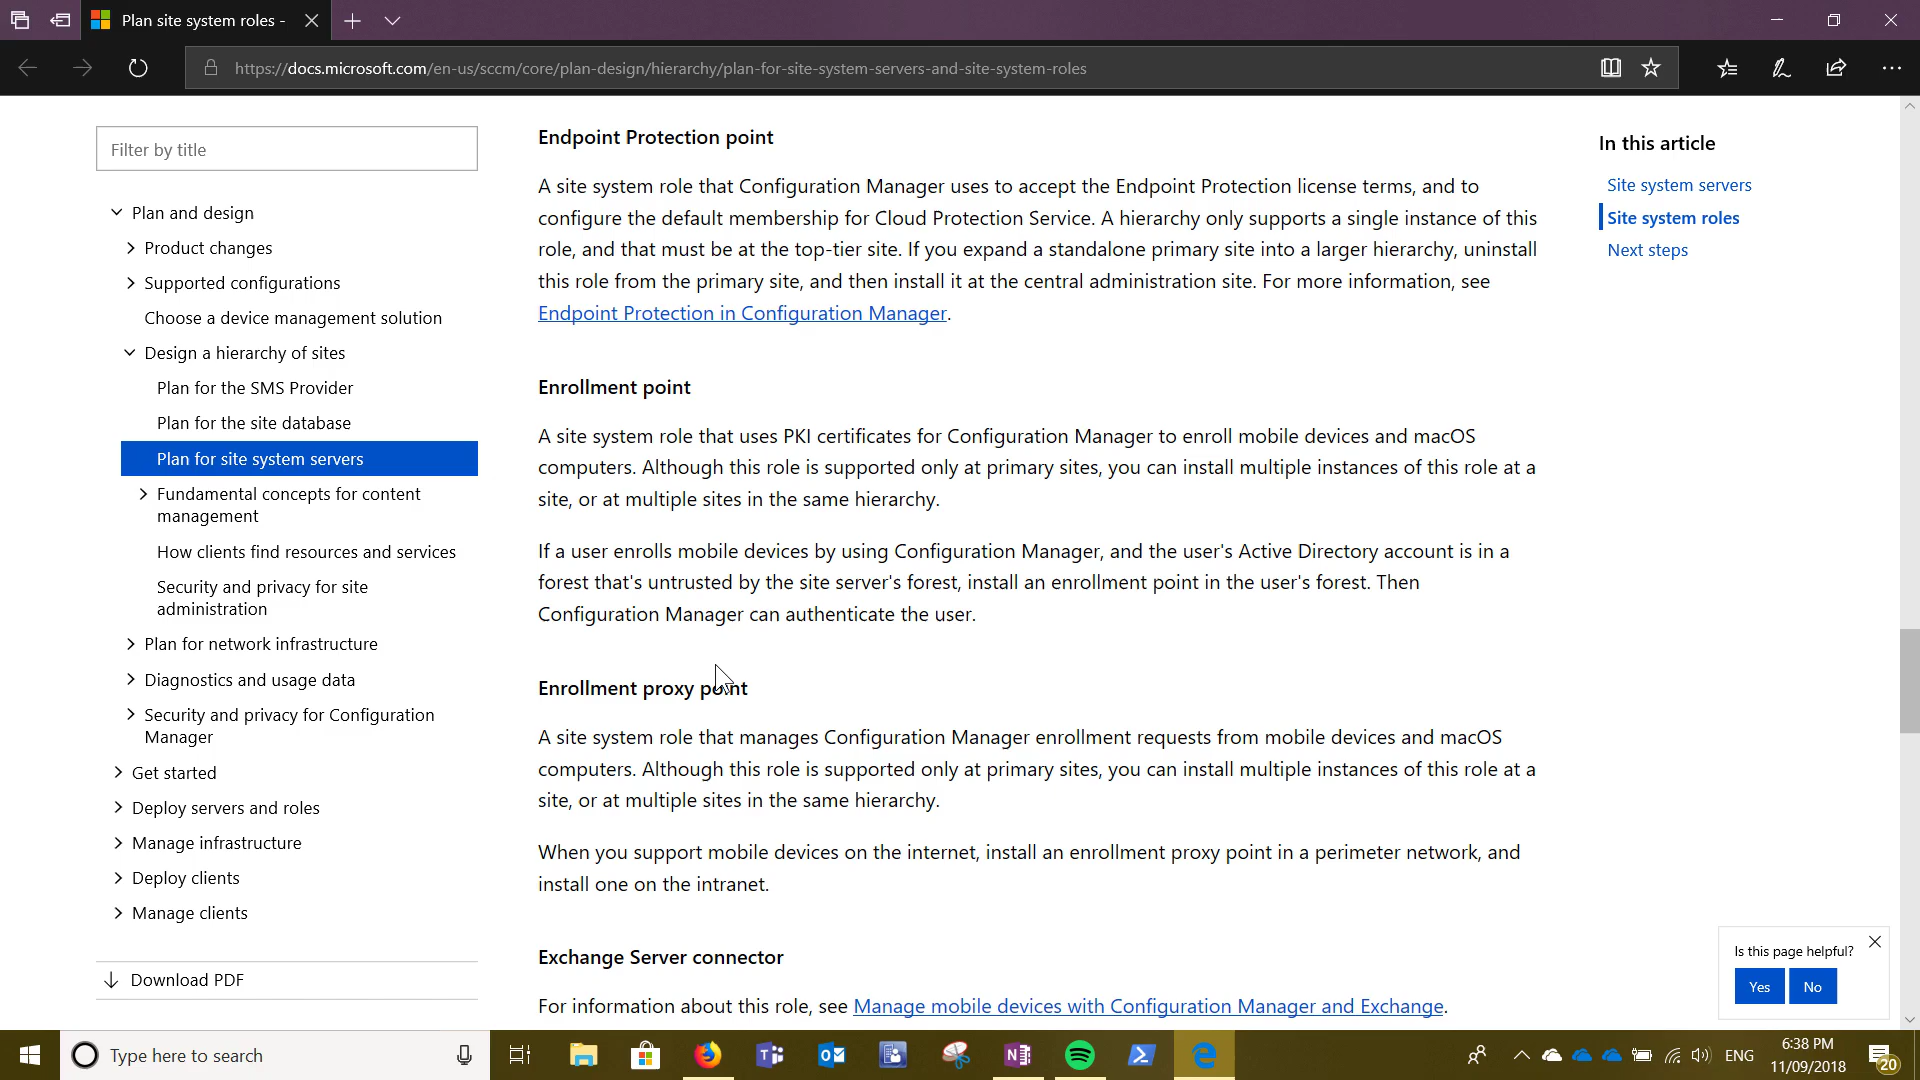 Plan site system roles -
https://docs.microsoft.com/en-us/sccm/core/plan-design/hierarchy/plan-for-site-system-servers-and-site-system-roles
Filter by title
Plan and design
Product changes
Supported configurations
Choose a device management solution
Design a hierarchy of sites
Plan for the SMS Provider
Plan for the site database
Plan for site system servers
Fundamental concepts for content
management
How clients find resources and services
Security and privacy for site
administration
Plan for network infrastructure
Diagnostics and usage data
Security and privacy for Configuration
Manager
Get started
Deploy servers and roles
Manage infrastructure
Deploy clients
Manage clients
Download PDF
Endpoint Protection point
A site system role that Configuration Manager uses to accept the Endpoint Protection license terms, and to
configure the default membership for Cloud Protection Service. A hierarchy only supports a single instance of this
role, and that must be at the top-tier site. If you expand a standalone primary site into a larger hierarchy, uninstall
this role from the primary site, and then install it at the central administration site. For more information, see
Endpoint Protection in Configuration Manager.
Enrollment point
A site system role that uses PKI certificates for Configuration Manager to enroll mobile devices and macOS
computers. Although this role is supported only at primary sites, you can install multiple instances of this role at a
site, or at multiple sites in the same hierarchy.
If a user enrolls mobile devices by using Configuration Manager, and the user's Active Directory account is in a
forest that's untrusted by the site server's forest, install an enrollment point in the user's forest. Then
Configuration Manager can authenticate the user.
Enrollment proxy point
A site system role that manages Configuration Manager enrollment requests from mobile devices and macOS
computers. Although this role is supported only at primary sites, you can install multiple instances of this role at a
site, or at multiple sites in the same hierarchy.
When you support mobile devices on the internet, install an enrollment proxy point in a perimeter network, and
install one on the intranet.
Exchange Server connector
For information about this role, see Manage mobile devices with Configuration Manager and Exchange.
In this article
Site system servers
Site system roles
Next steps
Is this page helpful?
Yes
No
Type here to search
ENG
6:38 PM
11/09/2018
20